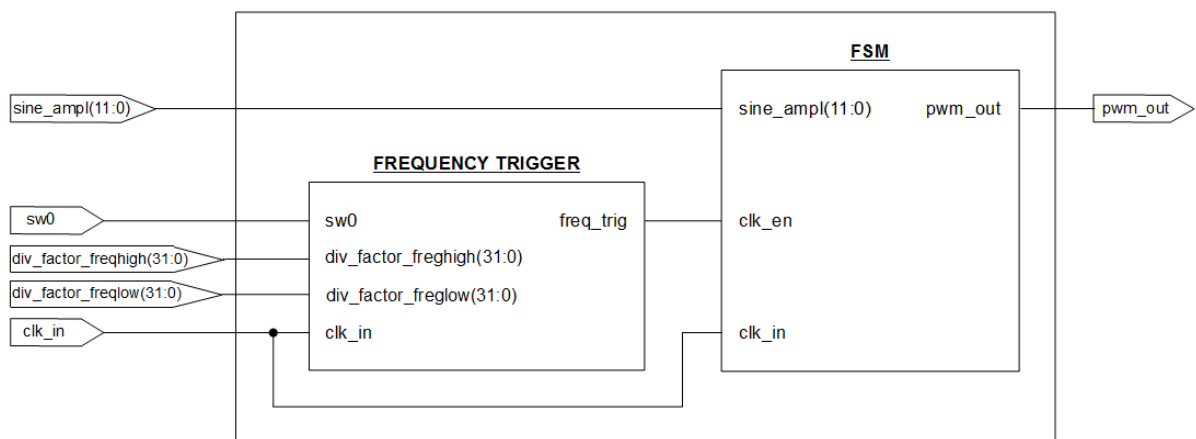 FSM
sine_ampl(11:0)
sine_ampl(11:0)
pwm_out
pwm_out
FREQUENCY TRIGGER
sw0
sw0
freq_trig
clk_en
div_factor_freqhigh(31:0)
div_factor_freghigh(31:0)
div_factor_freqlow(31:0)
div_factor_freglow(31:0)
clk_in
clk_in
clk_in